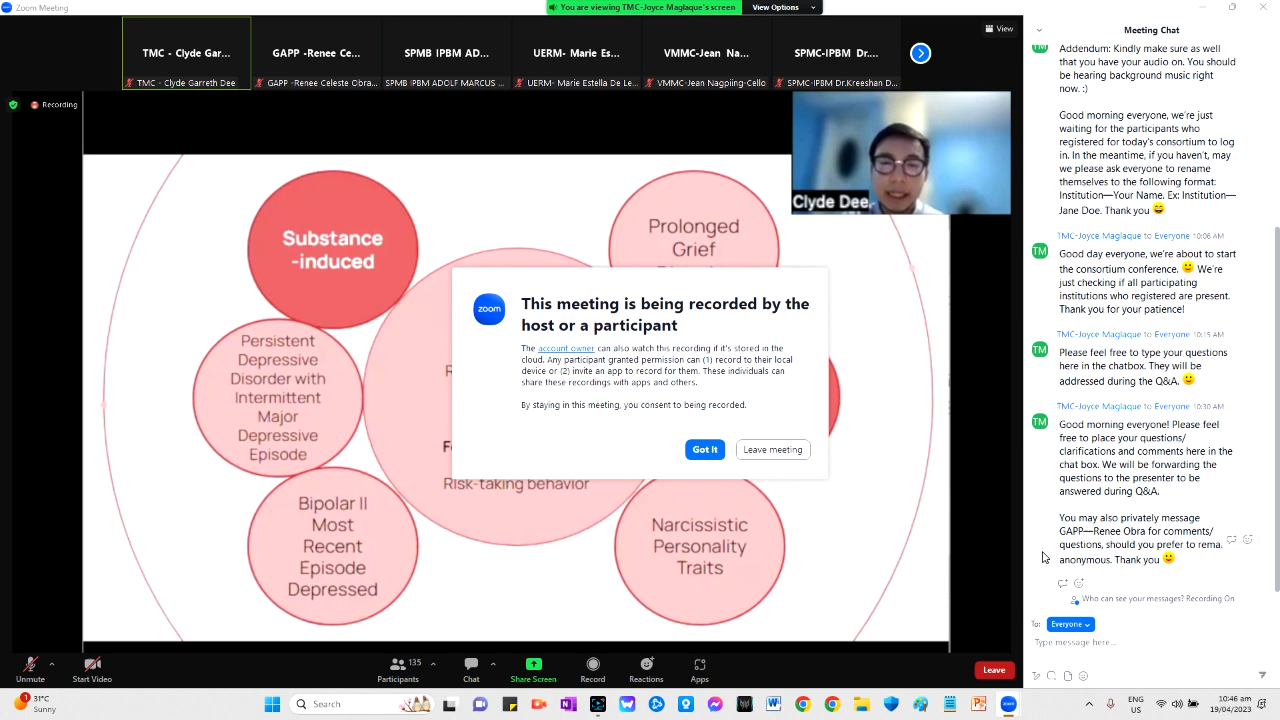 Zoom Meeting
You are viewing TMC-Joyce Maglaque's screen
View Options
View
TMC - Clyde Gar...
GAPP -Renee Ce...
SPMB IPBM AD...
UERM- Marie Es...
VMMC-Jean Na...
SPMC-IPBM Dr....
TMC - Clyde Garreth Dee
GAPP -Renee Celeste Obra...
SPMB IPBM ADOLF MARCUS ...
UERM- Marie Estella De Le...
VMMC-Jean Nagpiing-Cello
SPMC-IPBM Dr.Kreeshan D...
Recording
Clyde Dee
Substance
-induced
Prolonged
Grief
Persistent
Depressive
Disorder with
Intermittent
Major
Depressive
Episode
Bipolar II
Most
Recent
Episode
Depressed
Risk-taking behavior
Narcissistic
Personality
Traits
zoom
This meeting is being recorded by the
host or a participant
The account owner can also watch this recording if it's stored in the
cloud. Any participant granted permission can (1) record to their local
device or (2) invite an app to record for them. These individuals can
share these recordings with apps and others.
By staying in this meeting, you consent to being recorded.
Got it
Leave meeting
Meeting Chat
TM
Addendum: Kindly make sure as well
that you have your audio on. You should
be hearing background music right
now. :)
Good morning everyone, we're just
waiting for the participants who
registered for today's consortium to log
in. In the meantime, if you haven't, may
we please ask everyone to rename
themselves to the following format:
Institution—Your Name. Ex: Institution—
Jane Doe. Thank you 😄
TMC-Joyce Maglaque to Everyone 10:06 AM
TM
Good day everyone, we're about to start
the consortium conference. 🙂 We're
just checking if all participating
institutions who registered are present.
Thank you for your patience!
TMC-Joyce Maglaque to Everyone 10:15 AM
TM
Please feel free to type your questions
here in the chatbox. They will be
addressed during the Q&A. 🙂
TMC-Joyce Maglaque to Everyone 10:30 AM
TM
Good morning everyone! Please feel
free to place your questions/
clarifications and comments here in the
chat box. We will be forwarding the
questions to the presenter to be
answered during Q&A.
You may also privately message
GAPP—Renee Obra for comments/
questions, should you prefer to rema
anonymous. Thank you 🙂
Who can see your messages? Recording On
To: Everyone
Type message here...
Unmute
Start Video
Participants
135
Chat
Share Screen
Record
Reactions
Apps
Leave
31°C
Sunny
Search
ENG
US
10:46 am
19/04/2023